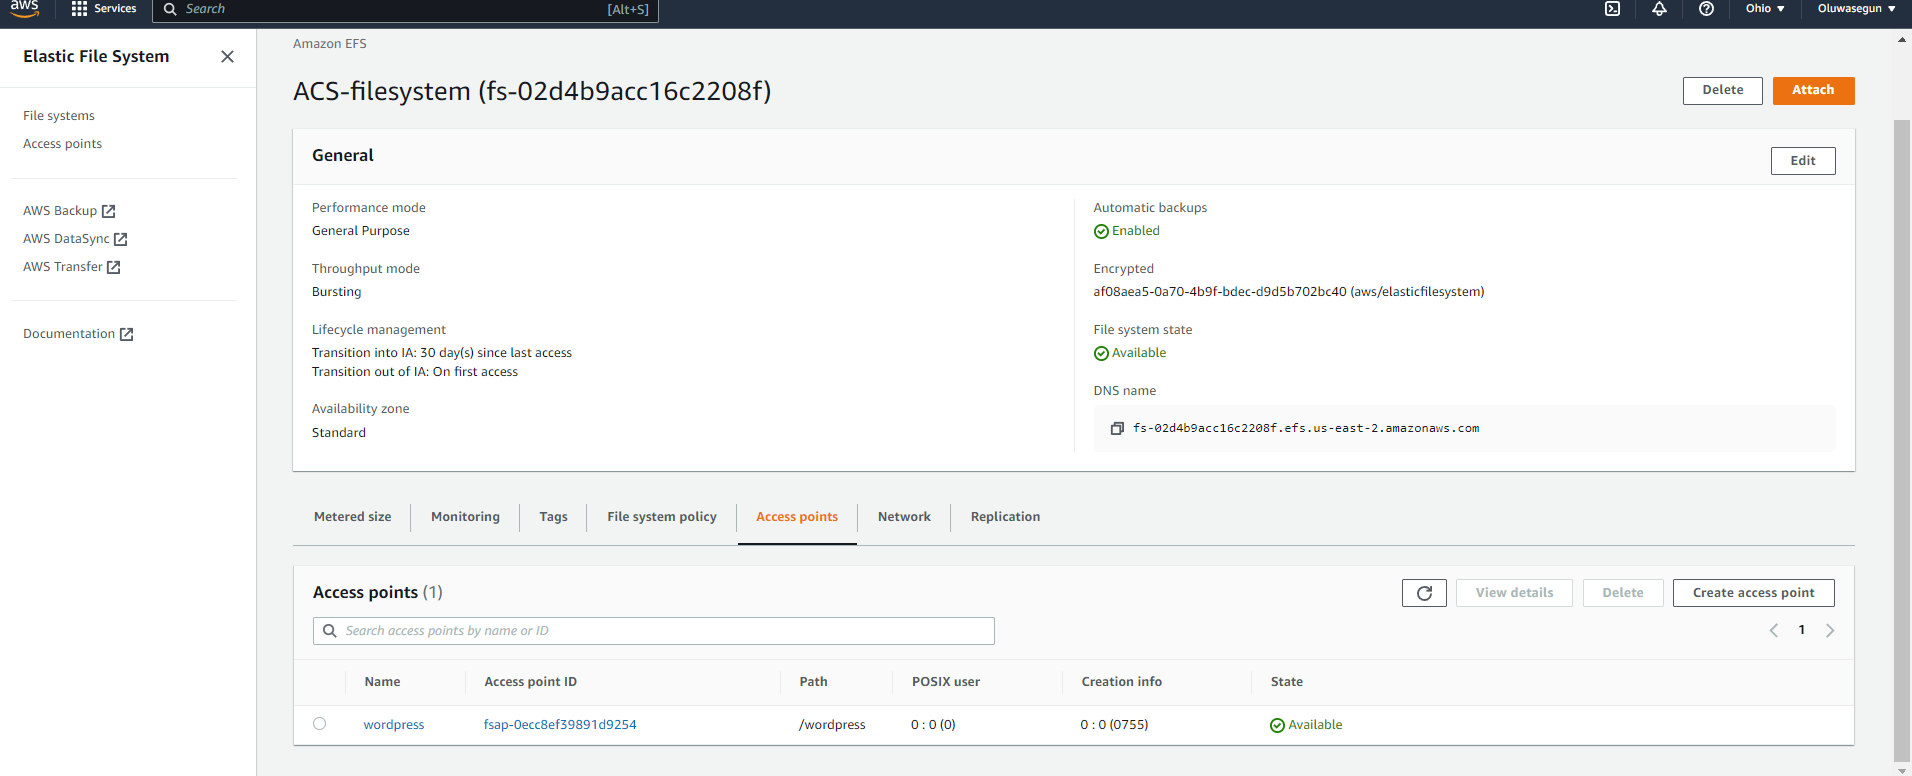 aws
Services
Search
[Alt+S]
Ohio
Oluwasegun
Elastic File System
File systems
Access points
AWS Backup
AWS DataSync
AWS Transfer
Documentation
Amazon EFS
ACS-filesystem (fs-02d4b9acc16c2208f)
Delete
Attach
General
Edit
Performance mode
General Purpose
Throughput mode
Bursting
Lifecycle management
Transition into IA: 30 day(s) since last access
Transition out of IA: On first access
Availability zone
Standard
Automatic backups
Enabled
Encrypted
af08aea5-0a70-4b9f-bdec-d9d5b702bc40 (aws/elasticfilesystem)
File system state
Available
DNS name
fs-02d4b9acc16c2208f.efs.us-east-2.amazonaws.com
Metered size
Monitoring
Tags
File system policy
Access points
Network
Replication
Access points (1)
View details
Delete
Create access point
Search access points by name or ID
1
Name
Access point ID
Path
POSIX user
Creation info
State
wordpress
fsap-0ecc8ef39891d9254
/wordpress
0 : 0 (0)
0 : 0 (0755)
Available